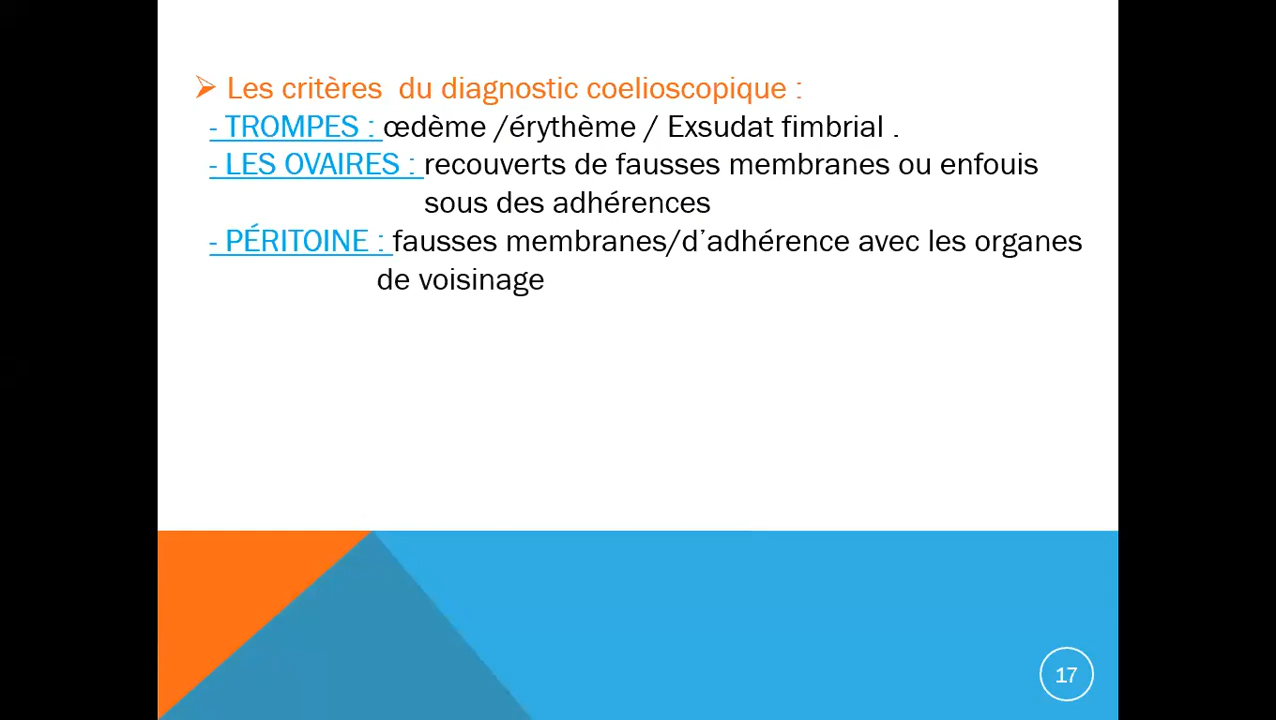 ➢ Les critères du diagnostic coelioscopique :
- TROMPES : œdème /érythème / Exsudat fimbrial .
- LES OVAIRES : recouverts de fausses membranes ou enfouis
sous des adhérences
- PÉRITOINE : fausses membranes/d’adhérence avec les organes
de voisinage
17